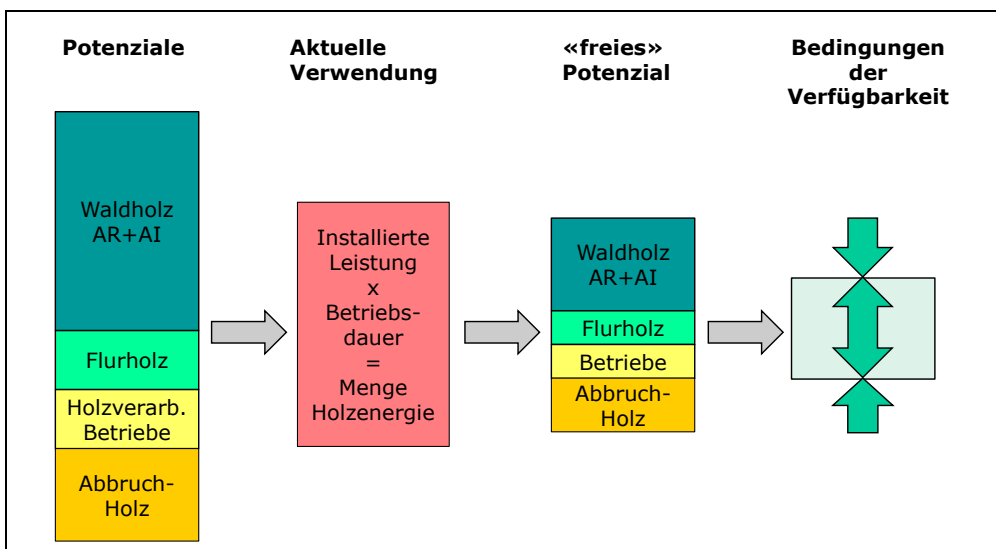 Potenziale
Aktuelle
Verwendung
«freies»
Potenzial
Bedingungen
der
Verfügbarkeit
Waldholz
AR+AI
Flurholz
Holzverarb.
Betriebe
Abbruch-
Holz
Installierte
Leistung
x
Betriebs-
dauer
=
Menge
Holzenergie
Waldholz
AR+AI
Flurholz
Betriebe
Abbruch-
Holz